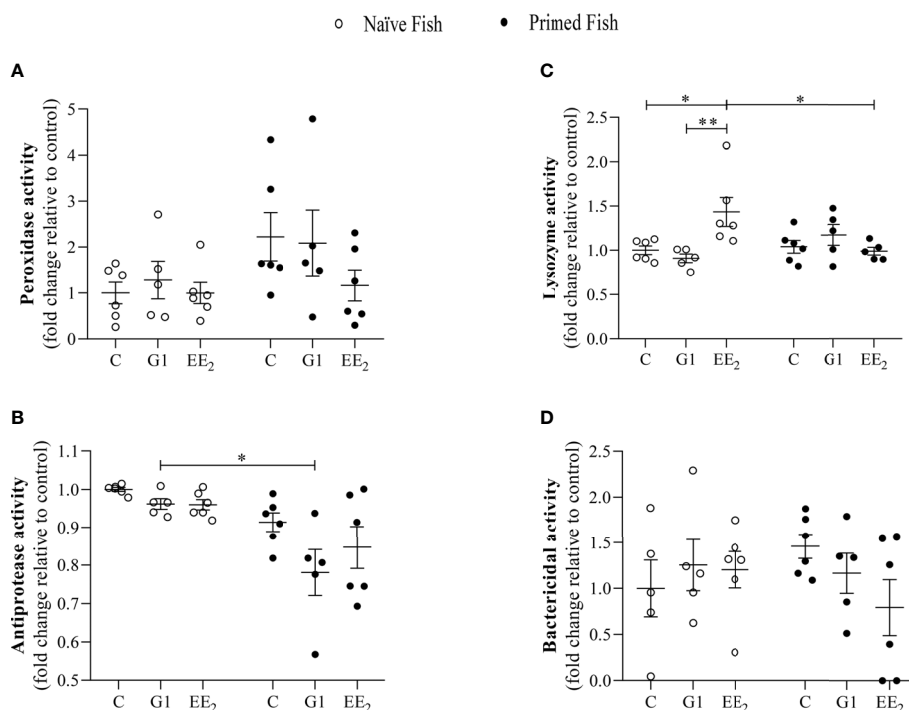 Naïve Fish Primed Fish
A
Peroxidase activity
(fold change relative to control)
5
4
3
2
1
0
C G1 EE₂ C G1 EE₂
C
Lysozyme activity
(fold change relative to control)
2.5
2.0
1.5
1.0
0.5
0.0
* *
**
C G1 EE₂ C G1 EE₂
B
Antiprotease activity
(fold change relative to control)
1.1
1.0
0.9
0.8
0.7
0.6
0.5
*
C G1 EE₂ C G1 EE₂
D
Bactericidal activity
(fold change relative to control)
2.5
2.0
1.5
1.0
0.5
0.0
C G1 EE₂ C G1 EE₂